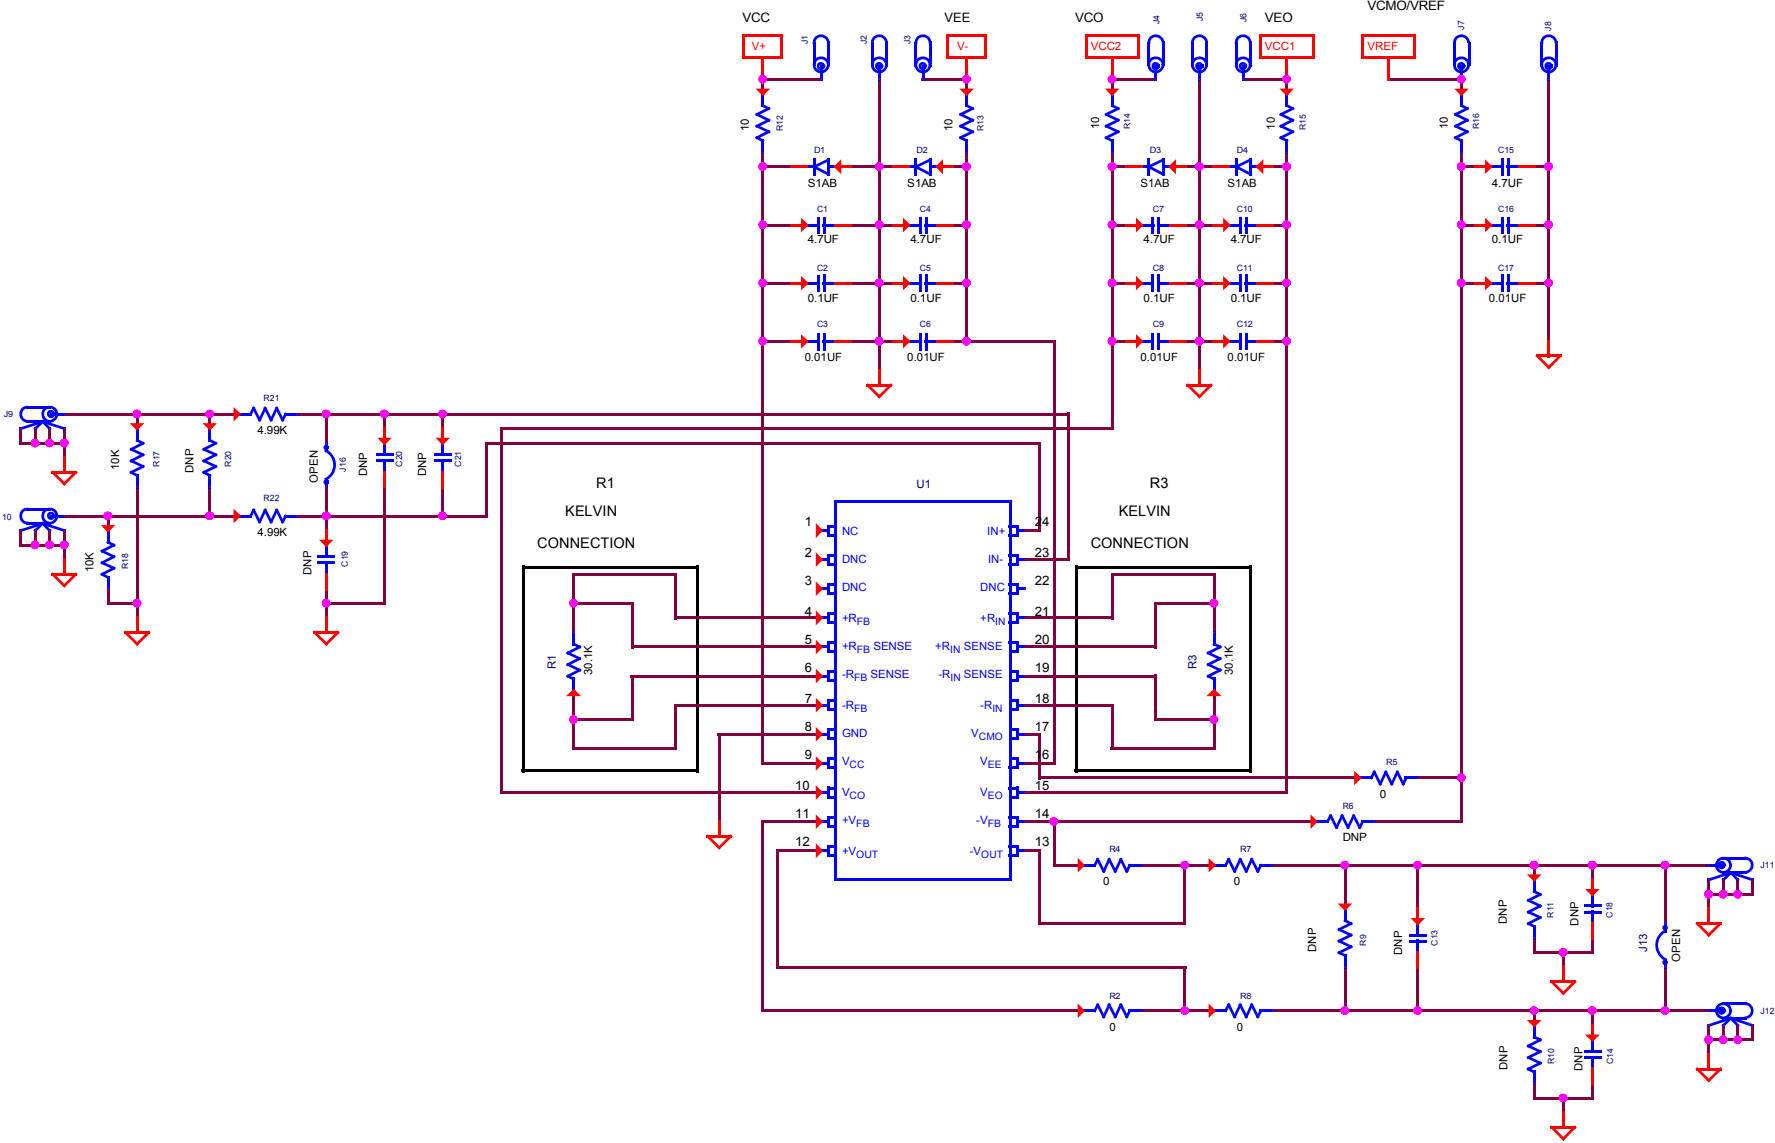 VCC
VEE
VCO
VEO
VCMO/VREF
V+
J1
J2
J3
V-
VCC2
J4
J5
J6
VCC1
VREF
J7
J8
10
R12
10
R13
10
R14
10
R15
10
R16
D1
S1AB
D2
S1AB
D3
S1AB
D4
S1AB
C15
4.7UF
C1
4.7UF
C4
4.7UF
C7
4.7UF
C10
4.7UF
C16
0.1UF
C2
0.1UF
C5
0.1UF
C8
0.1UF
C11
0.1UF
C17
0.01UF
C3
0.01UF
C6
0.01UF
C9
0.01UF
C12
0.01UF
J9
R21
4.99K
10K
R17
DNP
R20
OPEN
J16
DNP
C20
DNP
C21
10
R22
4.99K
10K
R18
DNP
C19
R1
KELVIN
CONNECTION
R1
30.1K
R3
KELVIN
CONNECTION
R3
30.1K
U1
1 NC
2 DNC
3 DNC
4 +RFB
5 +RFB SENSE
6 -RFB SENSE
7 -RFB
8 GND
9 VCC
10 VCO
11 +VFB
12 +VOUT
IN+ 24
IN- 23
DNC 22
+RIN 21
+RIN SENSE 20
-RIN SENSE 19
-RIN 18
VCMO 17
VEE 16
VEO 15
-VFB 14
-VOUT 13
R5
0
R6
DNP
R4
0
R7
0
J11
DNP
R9
DNP
C13
DNP
R11
DNP
C18
J13
OPEN
R2
0
R8
0
J12
DNP
R10
DNP
C14